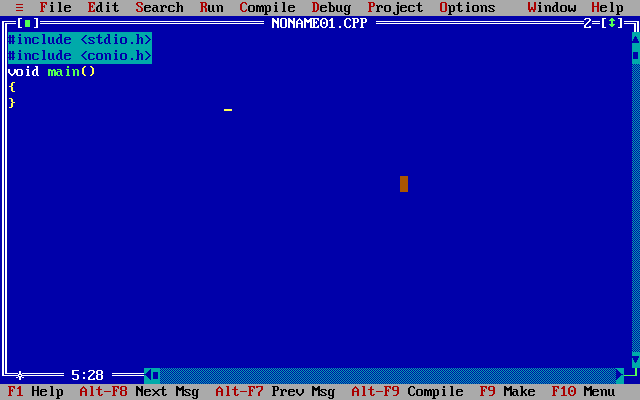 ≡ File Edit Search Run Compile Debug Project Options Window Help
[■] NONAME01.CPP 2=[↕]
#include <stdio.h>
#include <conio.h>
void main()
{
}
5:28
F1 Help Alt-F8 Next Msg Alt-F7 Prev Msg Alt-F9 Compile F9 Make F10 Menu